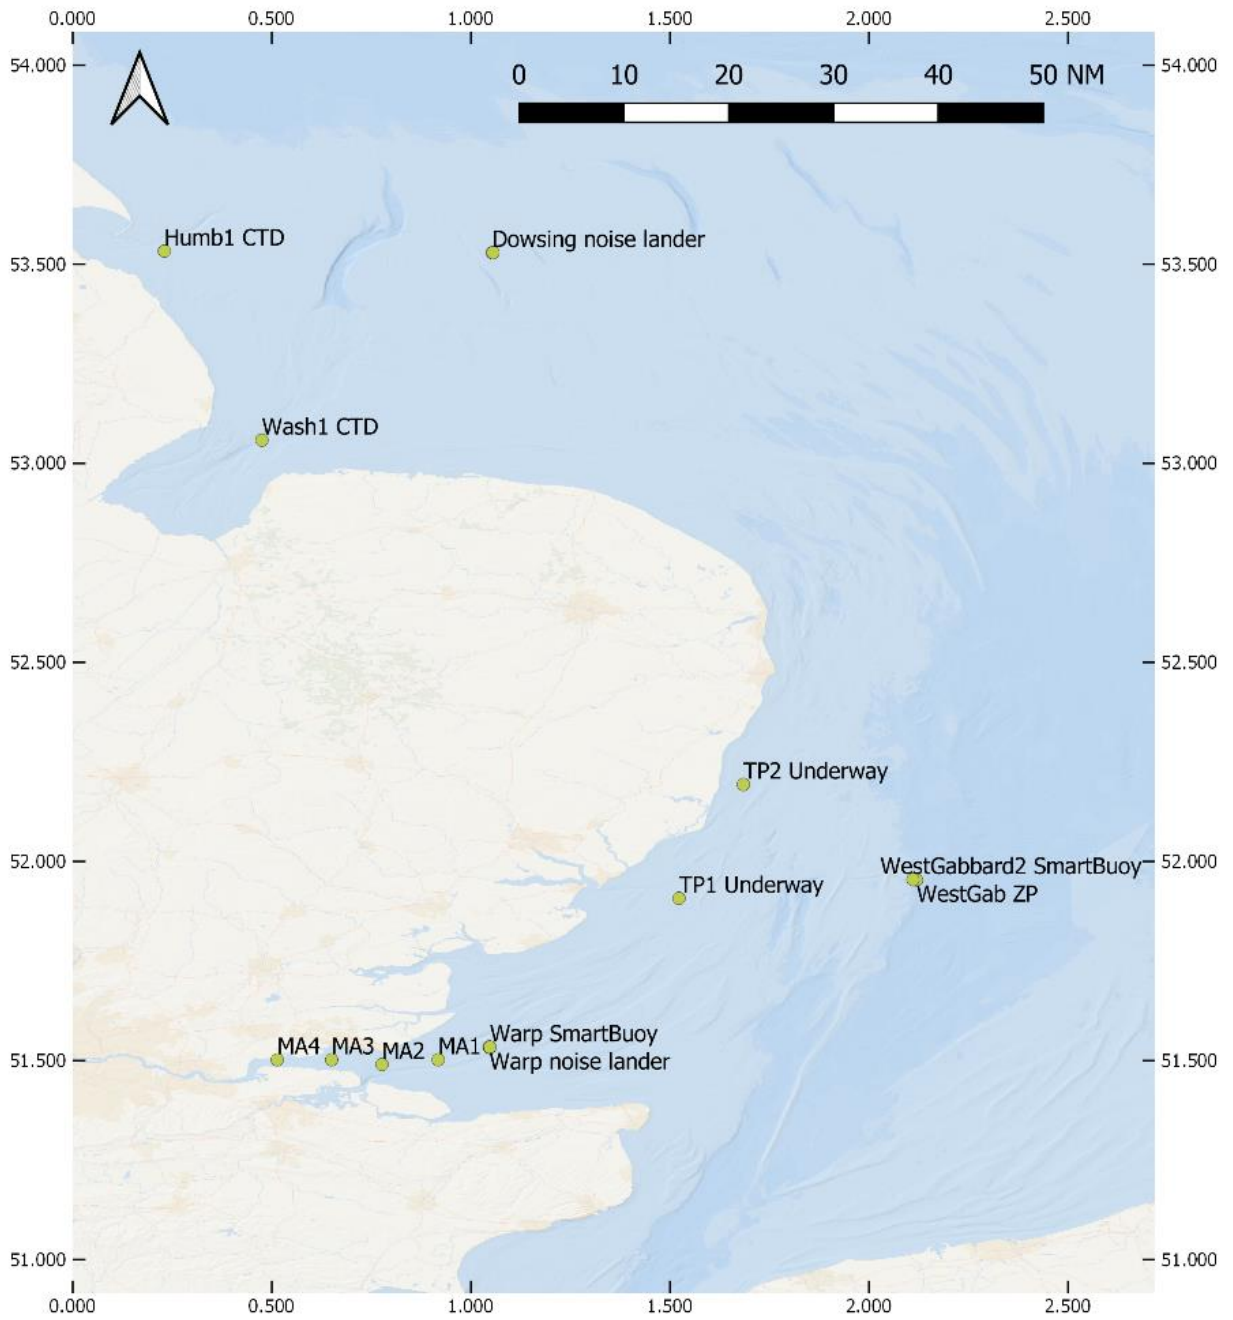 0.000 0.500 1.000 1.500 2.000 2.500
54.000 54.000
0 10 20 30 40 50 NM
Humb1 CTD
Dowsing noise lander
53.500 53.500
Wash1 CTD
53.000 53.000
52.500 52.500
TP2 Underway
52.000 52.000
WestGabbard2 SmartBuoy
TP1 Underway
WestGab ZP
Warp SmartBuoy
MA4 MA3 MA2 MA1
51.500 51.500
Warp noise lander
51.000 51.000
0.000 0.500 1.000 1.500 2.000 2.500